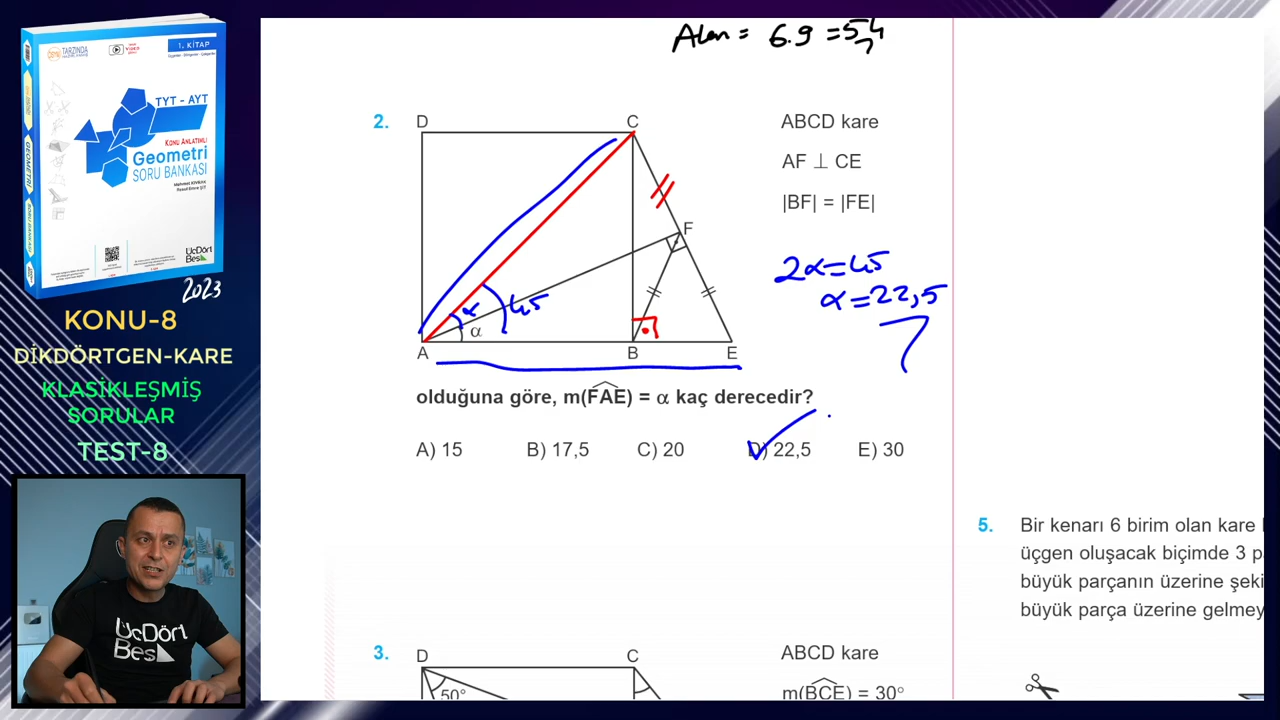 TARZINDA
1. KİTAP
TYT - AYT
KONU ANLATIMLI
Geometri
SORU BANKASI
GEOMETRİ
ÜçDört
Beş
2023
KONU-8
DİKDÖRTGEN-KARE
KLASİKLEŞMİŞ
SORULAR
TEST-8
ÜçDört
Beş
Alan = 6.9 = 54
2.
D
C
F
A
B
E
α
α
45
ABCD kare
AF ⊥ CE
|BF| = |FE|
2α=45
α=22,5
olduğuna göre, m(FAE) = α kaç derecedir?
A) 15
B) 17,5
C) 20
D) 22,5
E) 30
3.
D
C
50°
ABCD kare
m(BCE) = 30°
5.
Bir kenarı 6 birim olan kare
üçgen oluşacak biçimde 3
büyük parçanın üzerine şeki
büyük parça üzerine gelmey